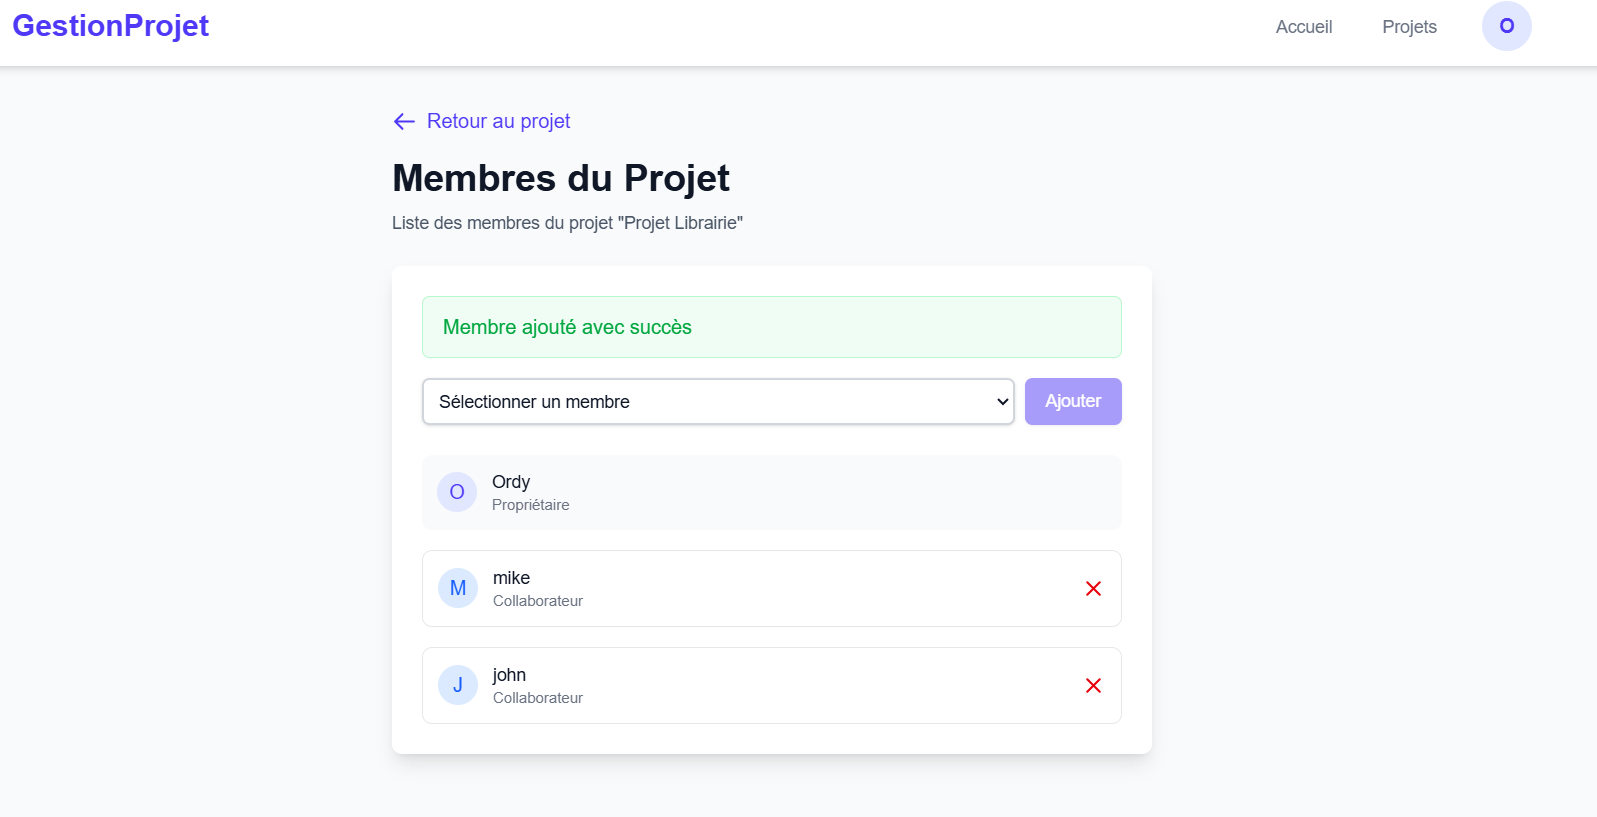 GestionProjet
Accueil
Projets
O
Retour au projet
Membres du Projet
Liste des membres du projet "Projet Librairie"
Membre ajouté avec succès
Sélectionner un membre
Ajouter
O
Ordy
Propriétaire
M
mike
Collaborateur
J
john
Collaborateur